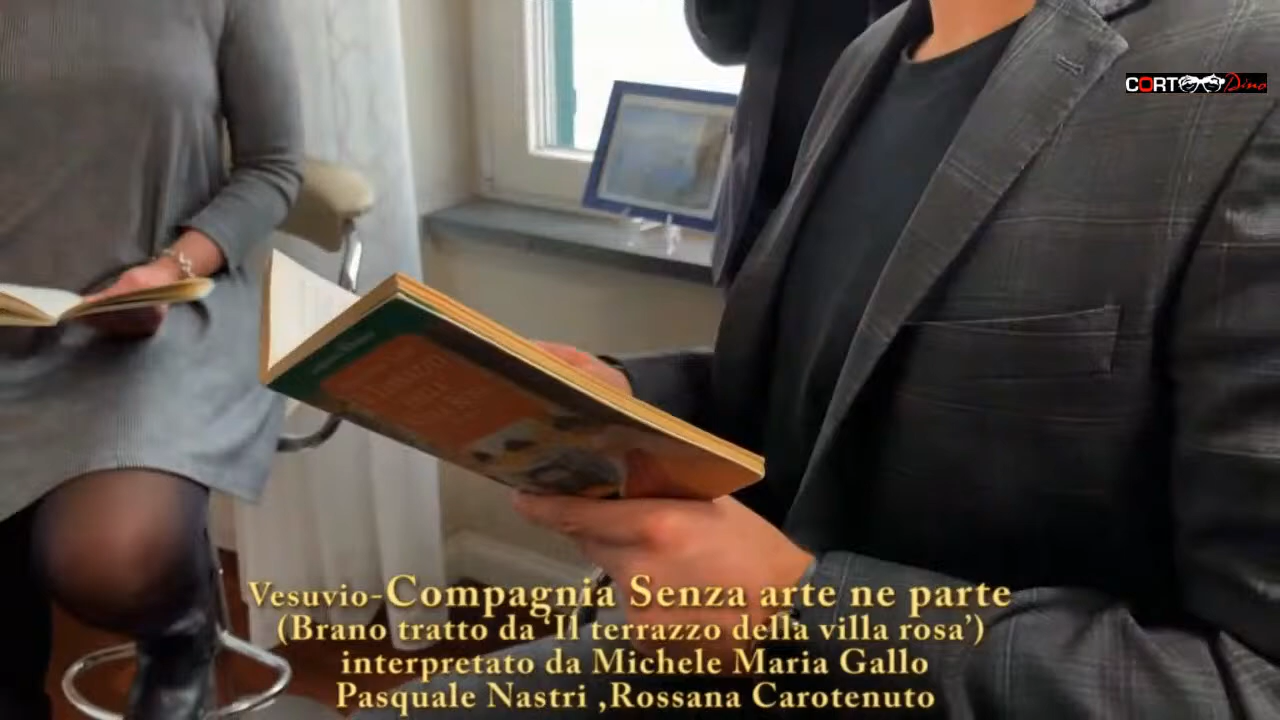 CORTOO Dino
Vesuvio-Compagnia Senza arte ne parte
(Brano tratto da 'Il terrazzo della villa rosa')
interpretato da Michele Maria Gallo
Pasquale Nastri ,Rossana Carotenuto